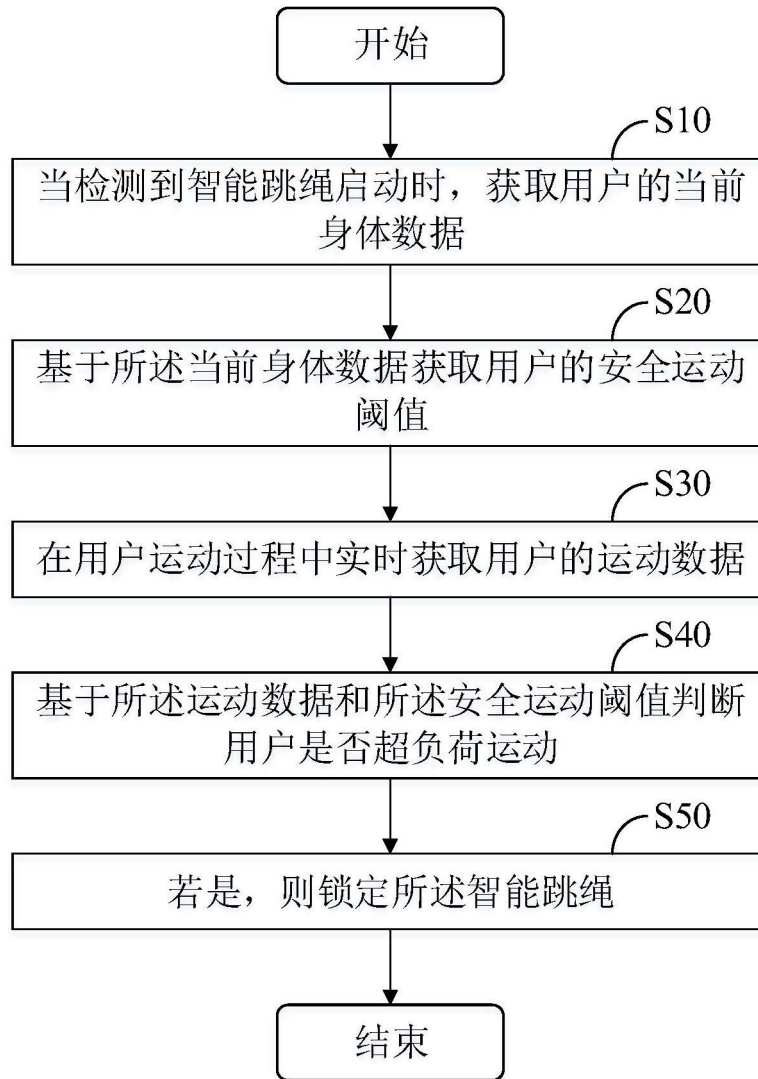 开始
S10
当检测到智能跳绳启动时，获取用户的当前
身体数据
S20
基于所述当前身体数据获取用户的安全运动
阈值
S30
在用户运动过程中实时获取用户的运动数据
S40
基于所述运动数据和所述安全运动阈值判断
用户是否超负荷运动
S50
若是，则锁定所述智能跳绳
结束